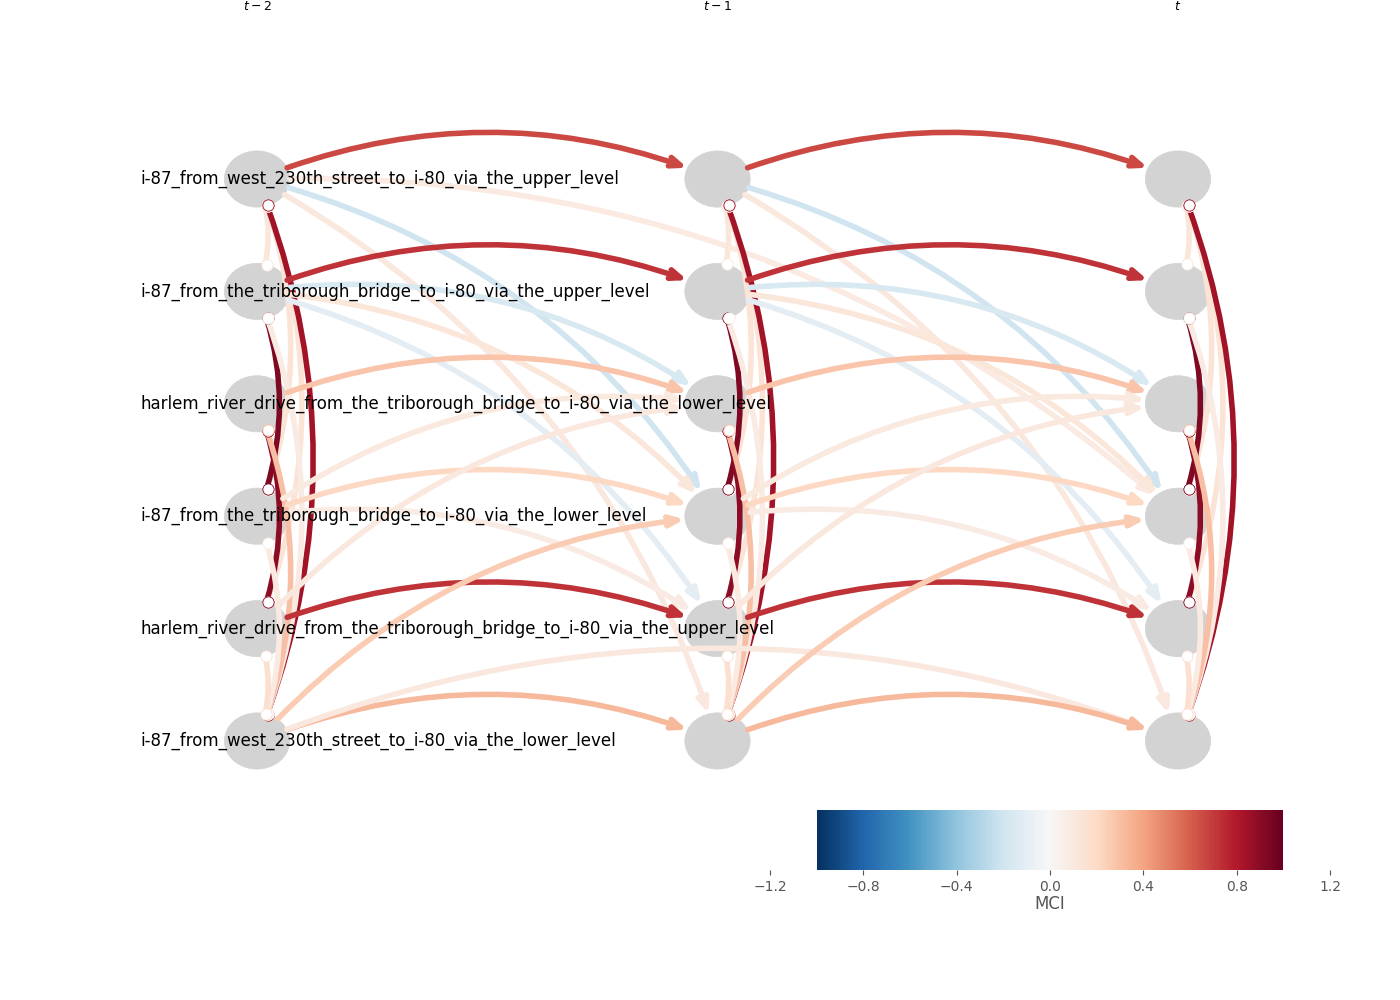 t − 2 t − 1 t
i-87_from_west_230th_street_to_i-80_via_the_upper_level
i-87_from_the_triborough_bridge_to_i-80_via_the_upper_level
harlem_river_drive_from_the_triborough_bridge_to_i-80_via_the_lower_level
i-87_from_the_triborough_bridge_to_i-80_via_the_lower_level
harlem_river_drive_from_the_triborough_bridge_to_i-80_via_the_upper_level
i-87_from_west_230th_street_to_i-80_via_the_lower_level
−1.2 −0.8 −0.4 0.0 0.4 0.8 1.2
MCI